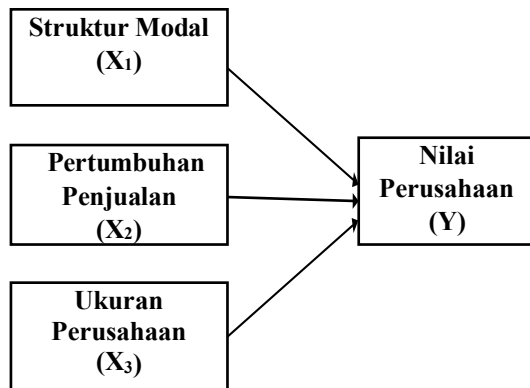 Struktur Modal
(X₁)
Pertumbuhan
Penjualan
(X₂)
Ukuran
Perusahaan
(X₃)
Nilai
Perusahaan
(Y)